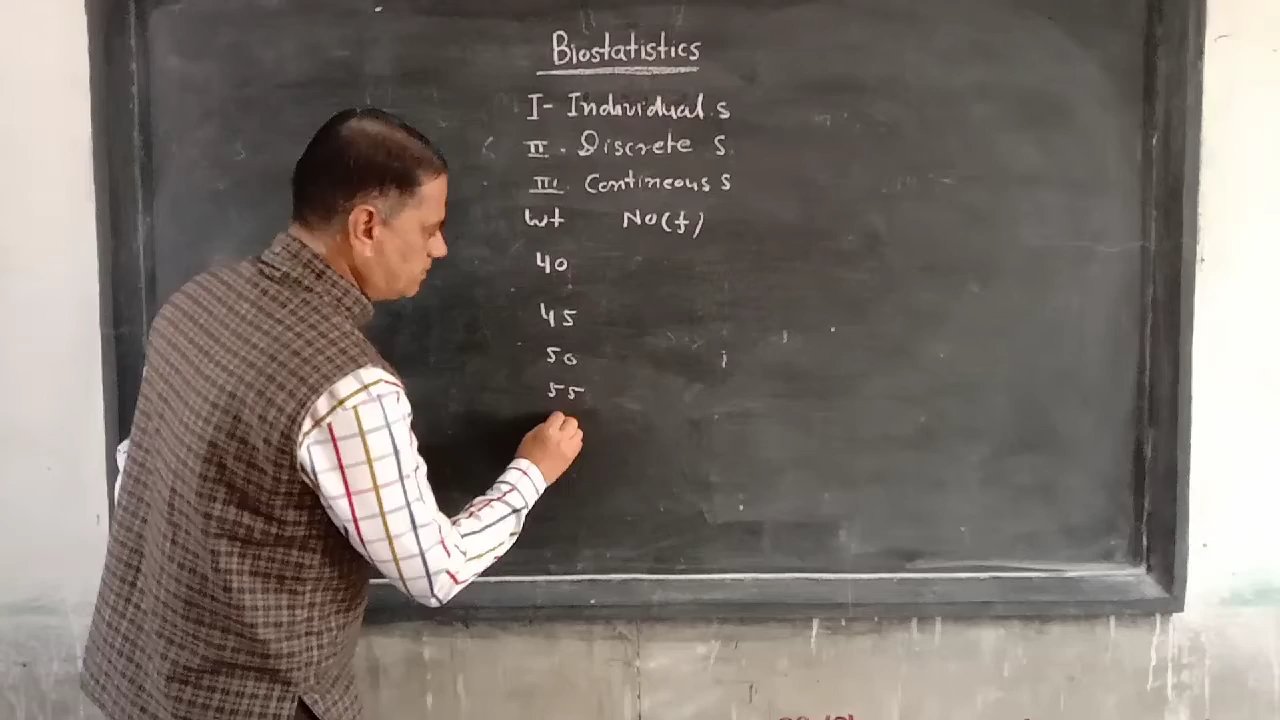 Biostatistics
I- Individual s
II. Discrete S.
III. Contineous S
Wt No(f)
40
45
50
55